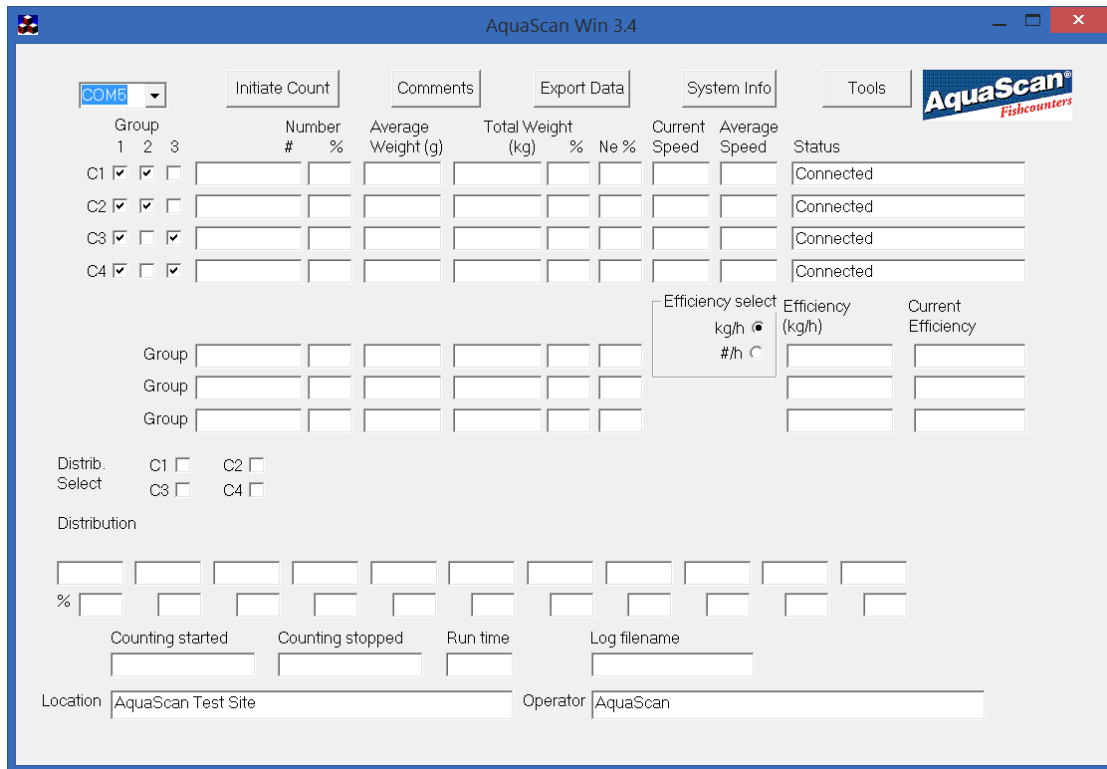 AquaScan Win 3.4
COM5 Initiate Count Comments Export Data System Info Tools AquaScan®
Fishcounters
Group Number Average Total Weight Current Average
1 2 3 # % Weight (g) (kg) % Ne % Speed Speed Status
C1 Connected
C2 Connected
C3 Connected
C4 Connected
Efficiency select Efficiency Current
kg/h (kg/h) Efficiency
Group #/h
Group
Group
Distrib. C1 C2
Select C3 C4
Distribution
%
Counting started Counting stopped Run time Log filename
Location AquaScan Test Site Operator AquaScan